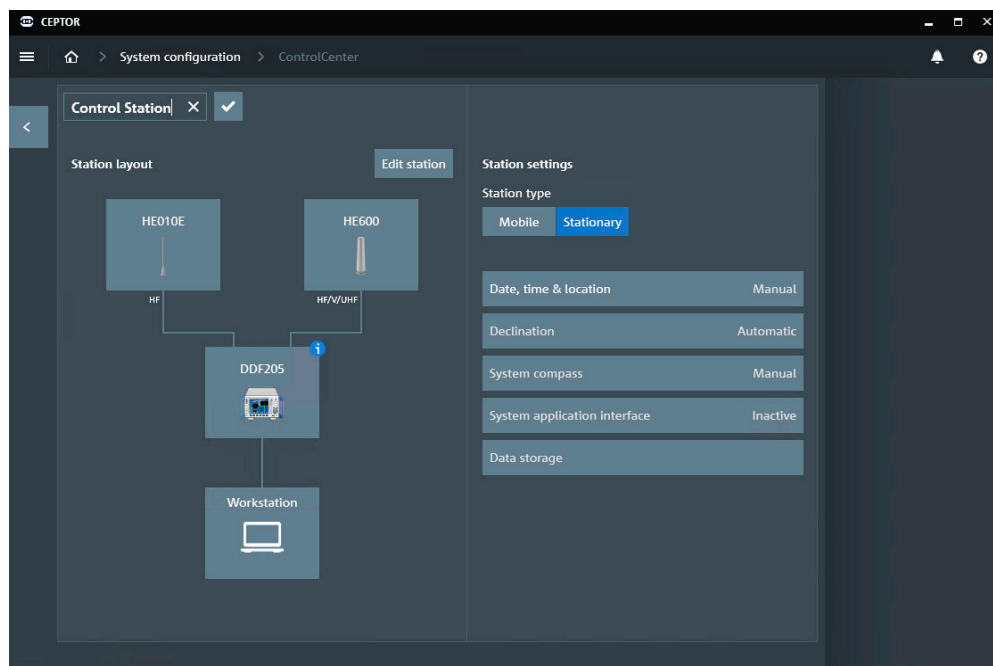 CEPTOR
System configuration > ControlCenter
Control Station
Station layout
Edit station
HE010E
HE600
HF
HF/V/UHF
DDF205
Workstation
Station settings
Station type
Mobile
Stationary
Date, time & location Manual
Declination Automatic
System compass Manual
System application interface Inactive
Data storage